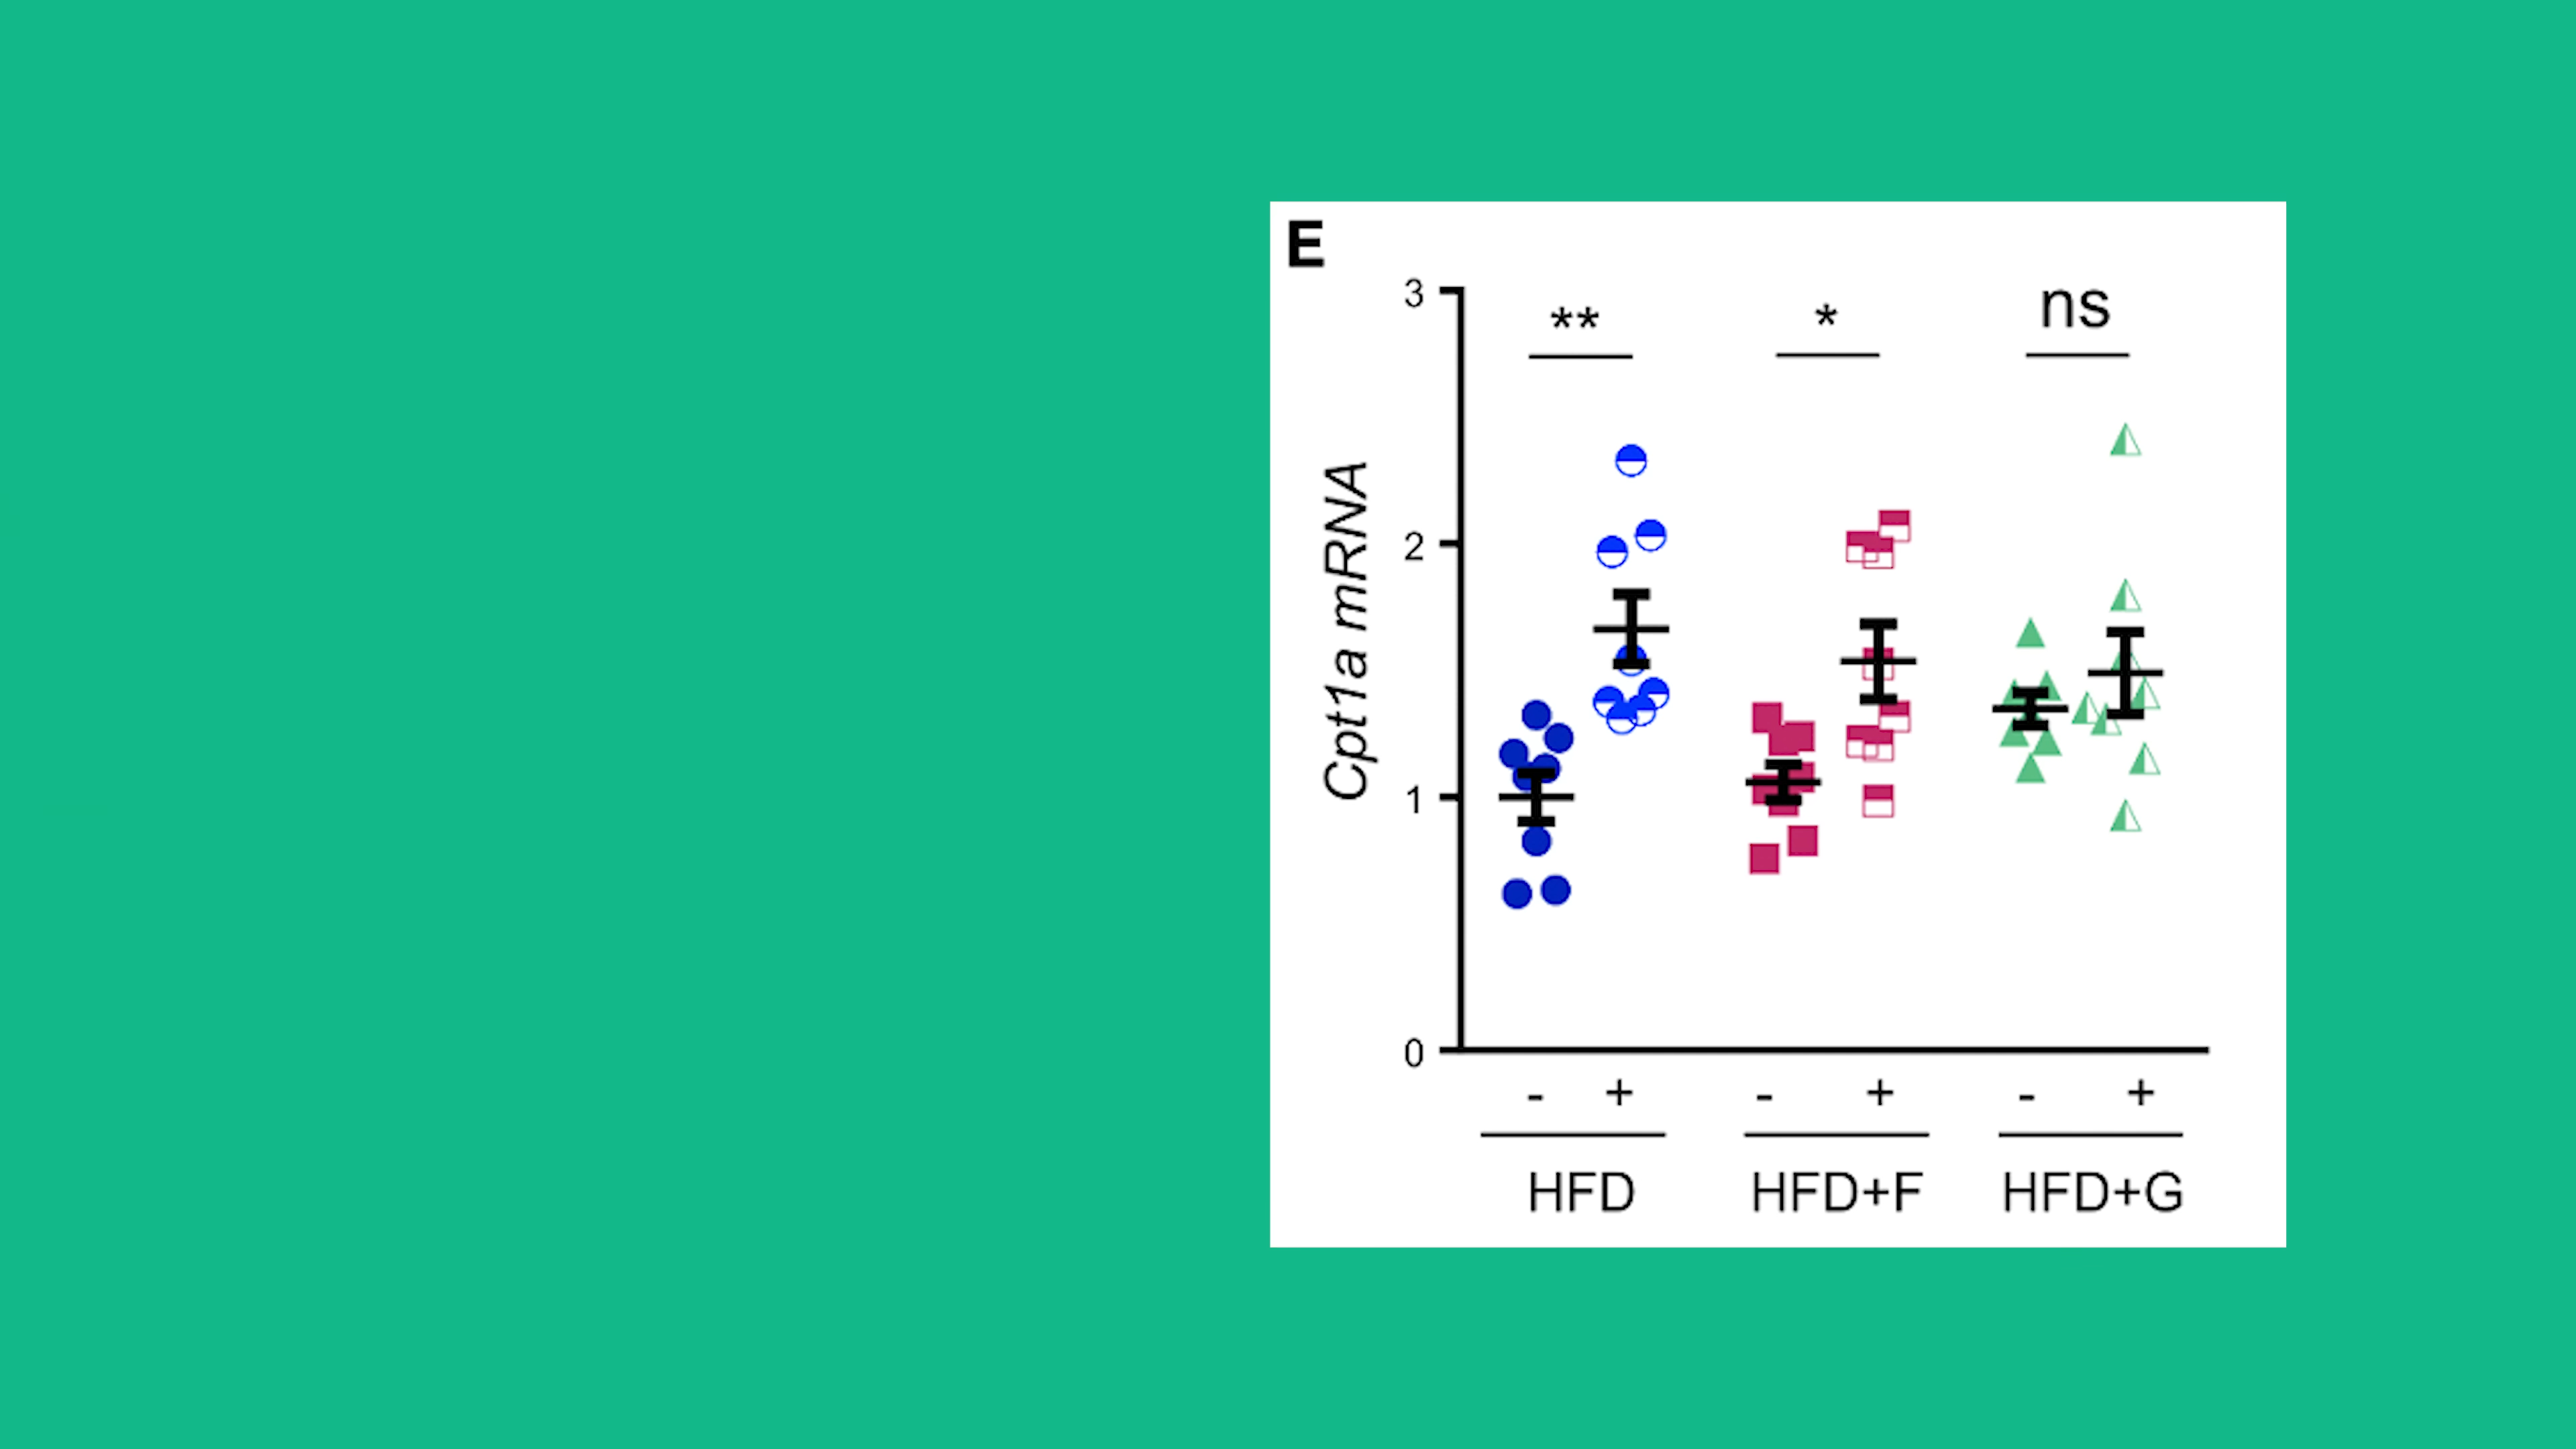 E
3
** * ns
2
Cpt1a mRNA
1
0
- + - + - +
HFD HFD+F HFD+G